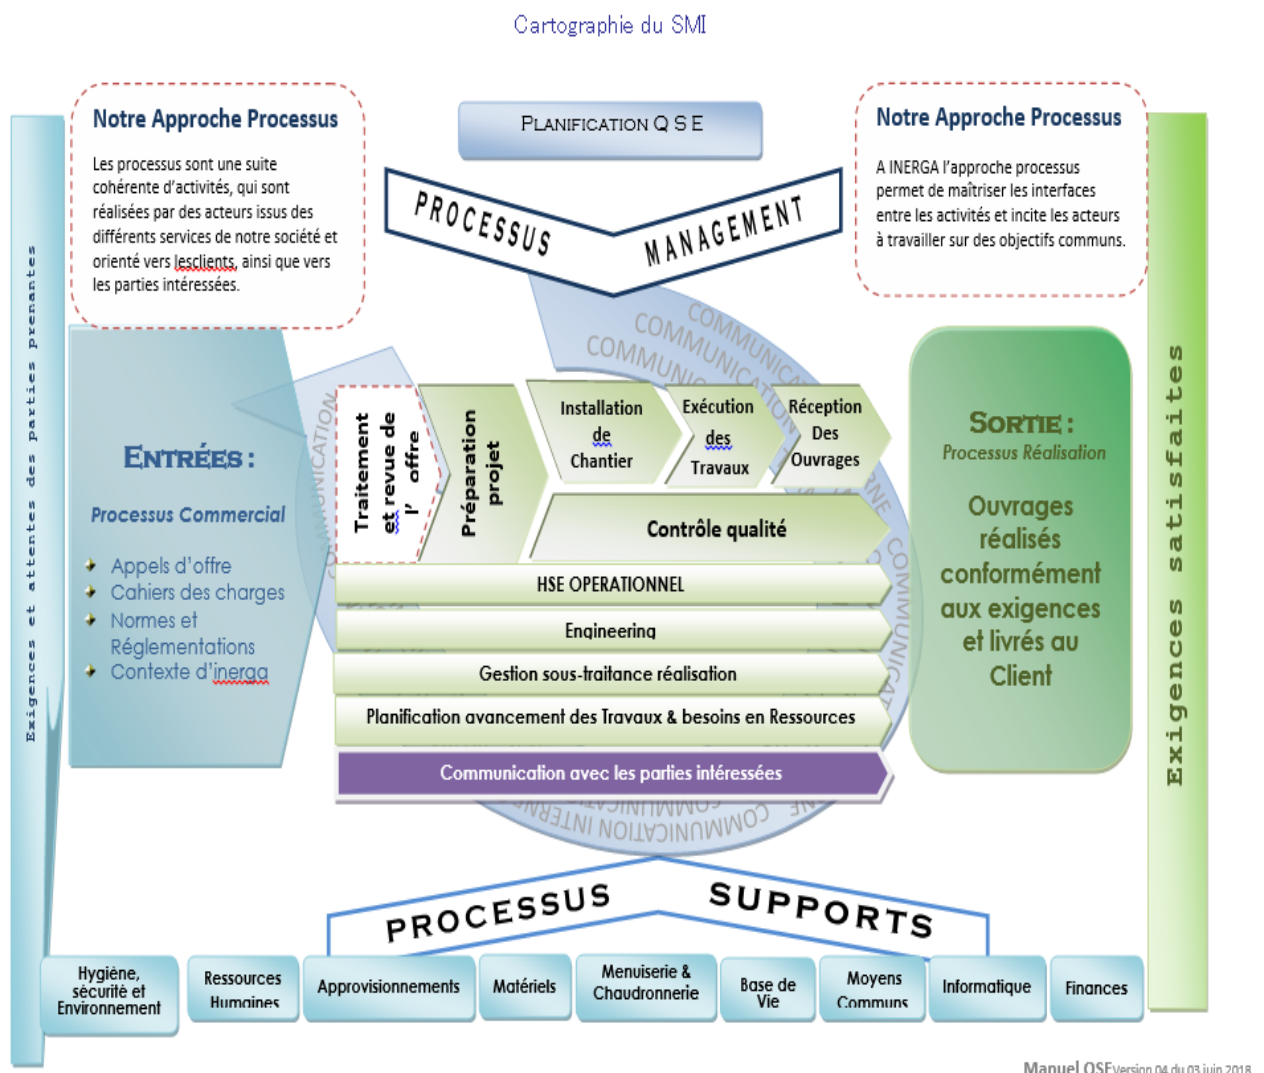 Cartographie du SMI
Notre Approche Processus
Les processus sont une suite
cohérente d’activités, qui sont
réalisées par des acteurs issus des
différents services de notre société et
orienté vers lesclients, ainsi que vers
les parties intéressées.
PLANIFICATION Q S E
PROCESSUS MANAGEMENT
Notre Approche Processus
A INERGA l’approche processus
permet de maîtriser les interfaces
entre les activités et incite les acteurs
à travailler sur des objectifs communs.
Exigences et attentes des parties prenantes
ENTRÉES :
Processus Commercial
Appels d’offre
Cahiers des charges
Normes et
Réglementations
Contexte d’inerga
COMMUNICATION
COMMUNICATION
COMMUNICATION
COMMUNIC
Traitement
et revue de
l’ offre
Préparation
projet
Installation
de
Chantier
Exécution
des
Travaux
Réception
Des
Ouvrages
Contrôle qualité
HSE OPERATIONNEL
Engineering
Gestion sous-traitance réalisation
Planification avancement des Travaux & besoins en Ressources
Communication avec les parties intéressées
COMMUNICATION INTERNE
SORTIE :
Processus Réalisation
Ouvrages
réalisés
conformément
aux exigences
et livrés au
Client
Exigences satisfaites
PROCESSUS SUPPORTS
Hygiène,
sécurité et
Environnement
Ressources
Humaines
Approvisionnements
Matériels
Menuiserie &
Chaudronnerie
Base de
Vie
Moyens
Communs
Informatique
Finances
Manuel QSE version 04 du 03 juin 2018